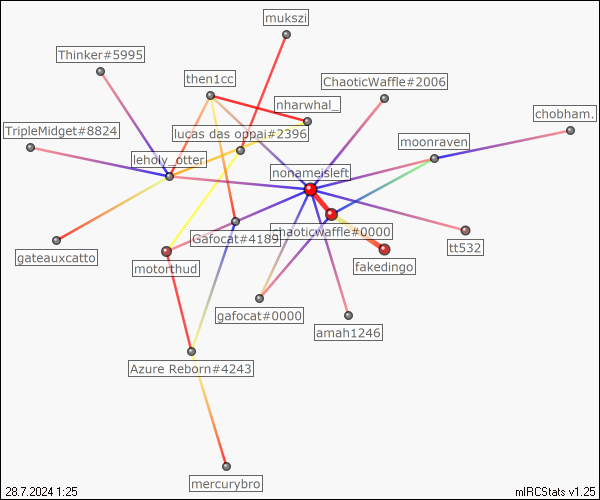 mukszi
Thinker#5995
then1cc
ChaoticWaffle#2006
nharwhal_
chobham.
TripleMidget#8824
lucas das oppai#2396
moonraven
leholy_otter
nonameisleft
Gafocat#4189
chaoticwaffle#0000
tt532
gateauxcatto
motorthud
fakedingo
gafocat#0000
amah1246
Azure Reborn#4243
mercurybro
28.7.2024 1:25
mIRCStats v1.25